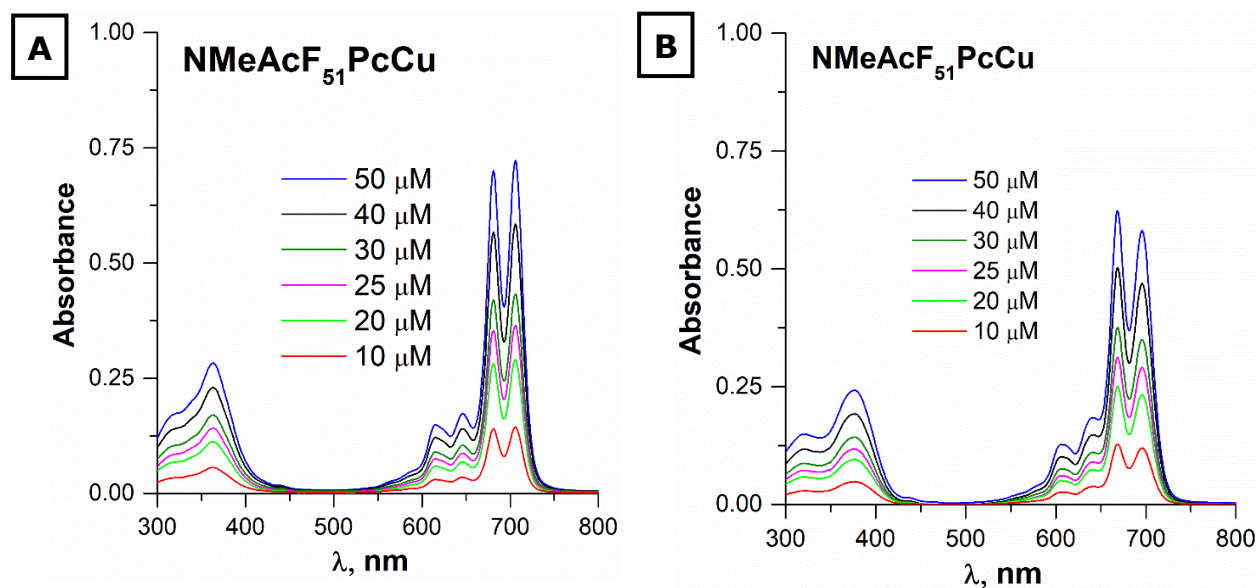 A
NMeAcF₅₁PcCu
1.00
0.75
0.50
0.25
0.00
Absorbance
50 μM
40 μM
30 μM
25 μM
20 μM
10 μM
300 400 500 600 700 800
λ, nm
B
NMeAcF₅₁PcCu
1.00
0.75
0.50
0.25
0.00
Absorbance
50 μM
40 μM
30 μM
25 μM
20 μM
10 μM
300 400 500 600 700 800
λ, nm